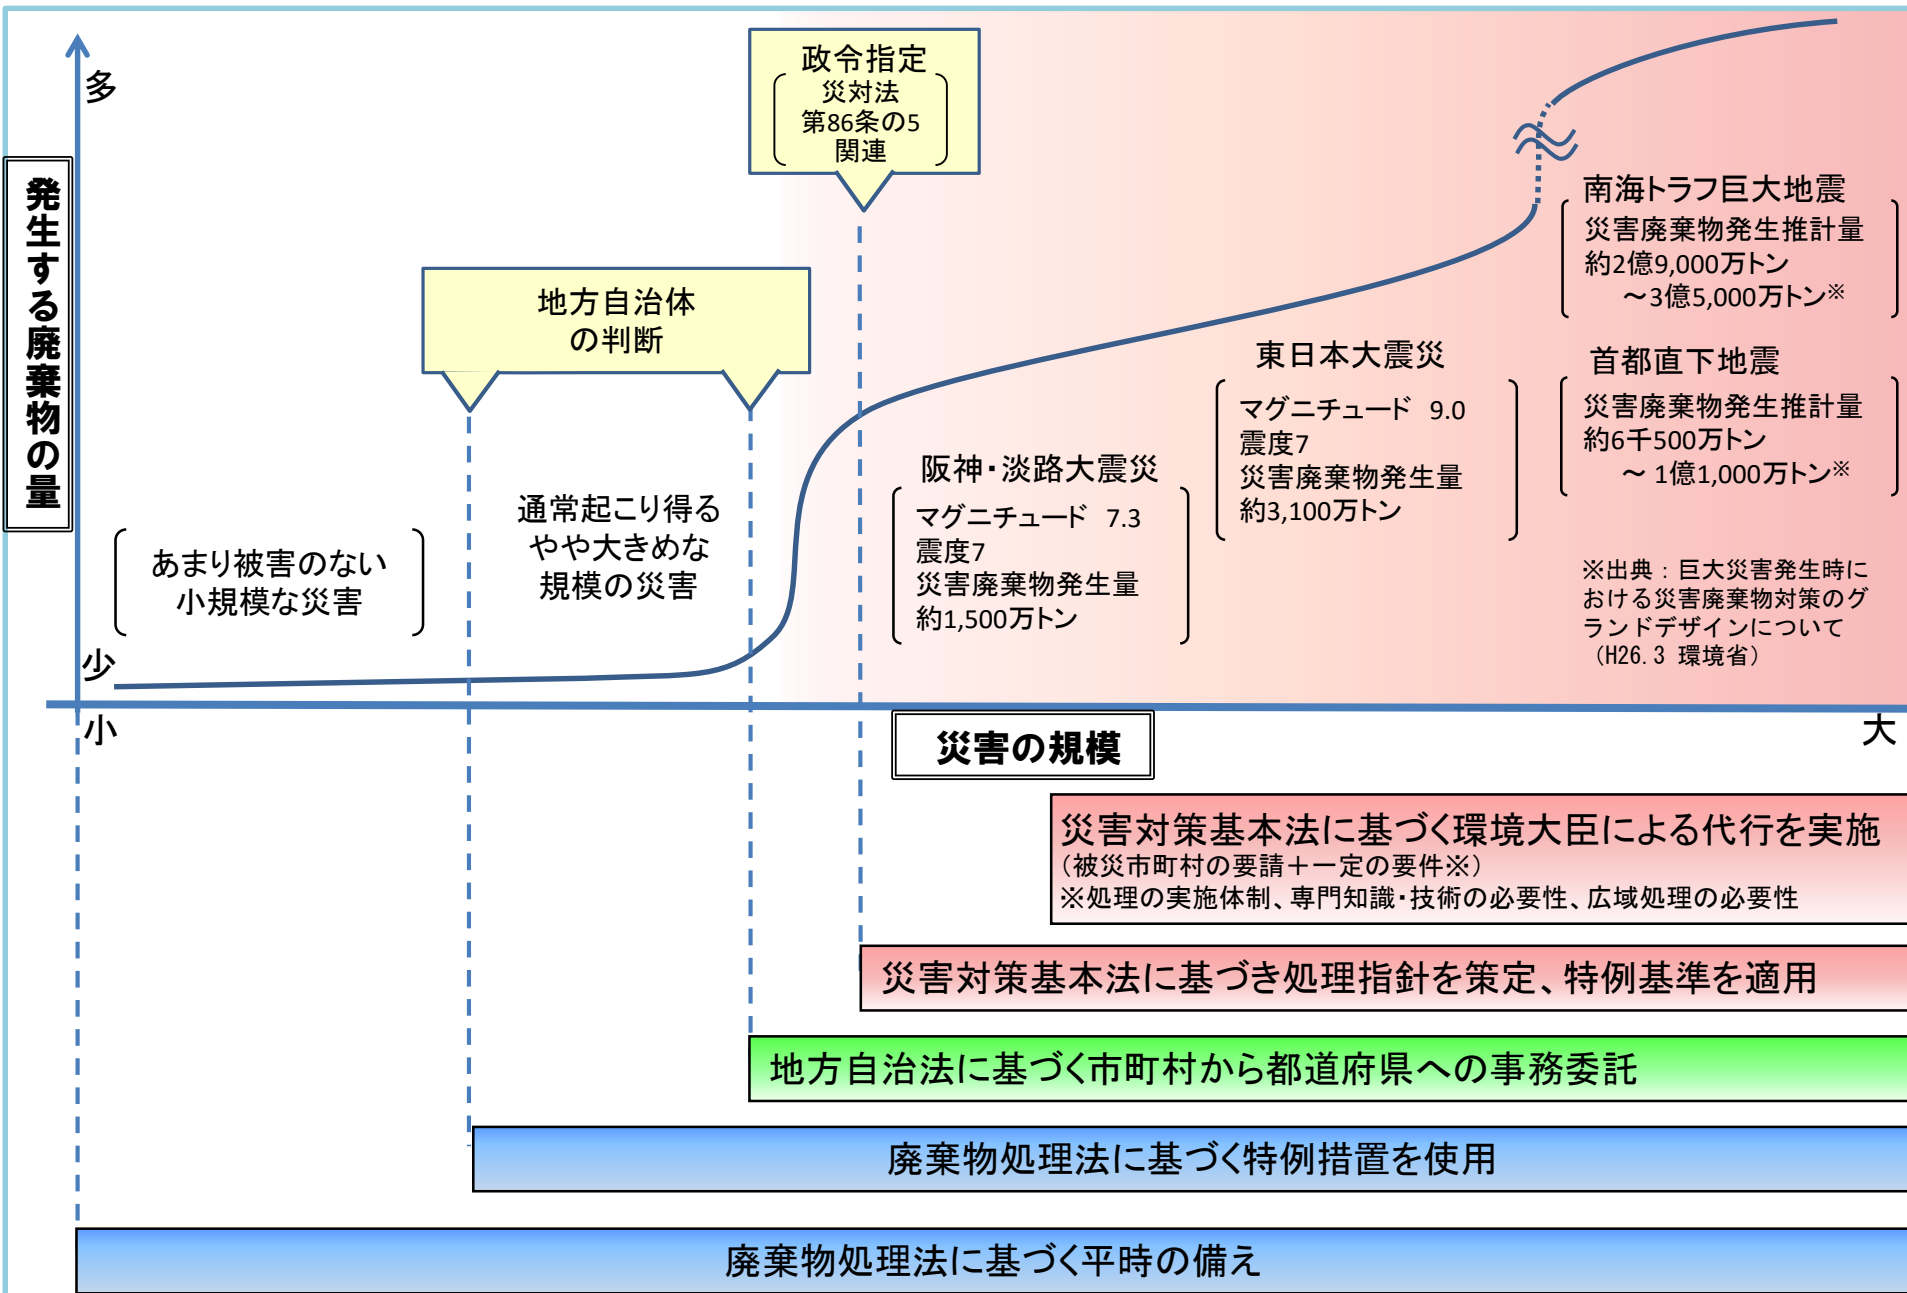 多
発生する廃棄物の量
少
小
政令指定
災対法
第86条の5
関連
地方自治体
の判断
あまり被害のない
小規模な災害
通常起こり得る
やや大きめな
規模の災害
阪神・淡路大震災
マグニチュード 7.3
震度7
災害廃棄物発生量
約1,500万トン
東日本大震災
マグニチュード 9.0
震度7
災害廃棄物発生量
約3,100万トン
南海トラフ巨大地震
災害廃棄物発生推計量
約2億9,000万トン
～3億5,000万トン※
首都直下地震
災害廃棄物発生推計量
約6千500万トン
～ 1億1,000万トン※
※出典：巨大災害発生時に
おける災害廃棄物対策のグ
ランドデザインについて
（H26.3 環境省）
災害の規模
大
災害対策基本法に基づく環境大臣による代行を実施
（被災市町村の要請＋一定の要件※）
※処理の実施体制、専門知識・技術の必要性、広域処理の必要性
災害対策基本法に基づき処理指針を策定、特例基準を適用
地方自治法に基づく市町村から都道府県への事務委託
廃棄物処理法に基づく特例措置を使用
廃棄物処理法に基づく平時の備え